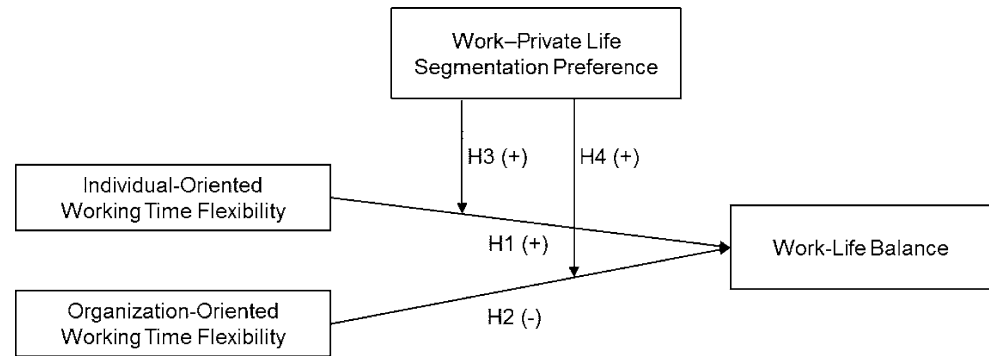 Work–Private Life
Segmentation Preference
H3 (+)
H4 (+)
Individual-Oriented
Working Time Flexibility
H1 (+)
Work-Life Balance
Organization-Oriented
Working Time Flexibility
H2 (-)